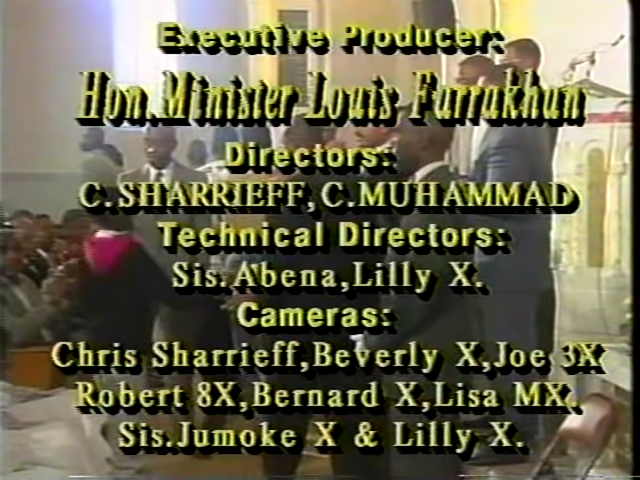 Executive Producer:
Hon.Minister Louis Farrakhan
Directors:
C.SHARRIEFF,C.MUHAMMAD
Technical Directors:
Sis.Abena,Lilly X.
Cameras:
Chris Sharrieff,Beverly X,Joe 3X
Robert 8X,Bernard X,Lisa MX.
Sis.Jumoke X & Lilly X.